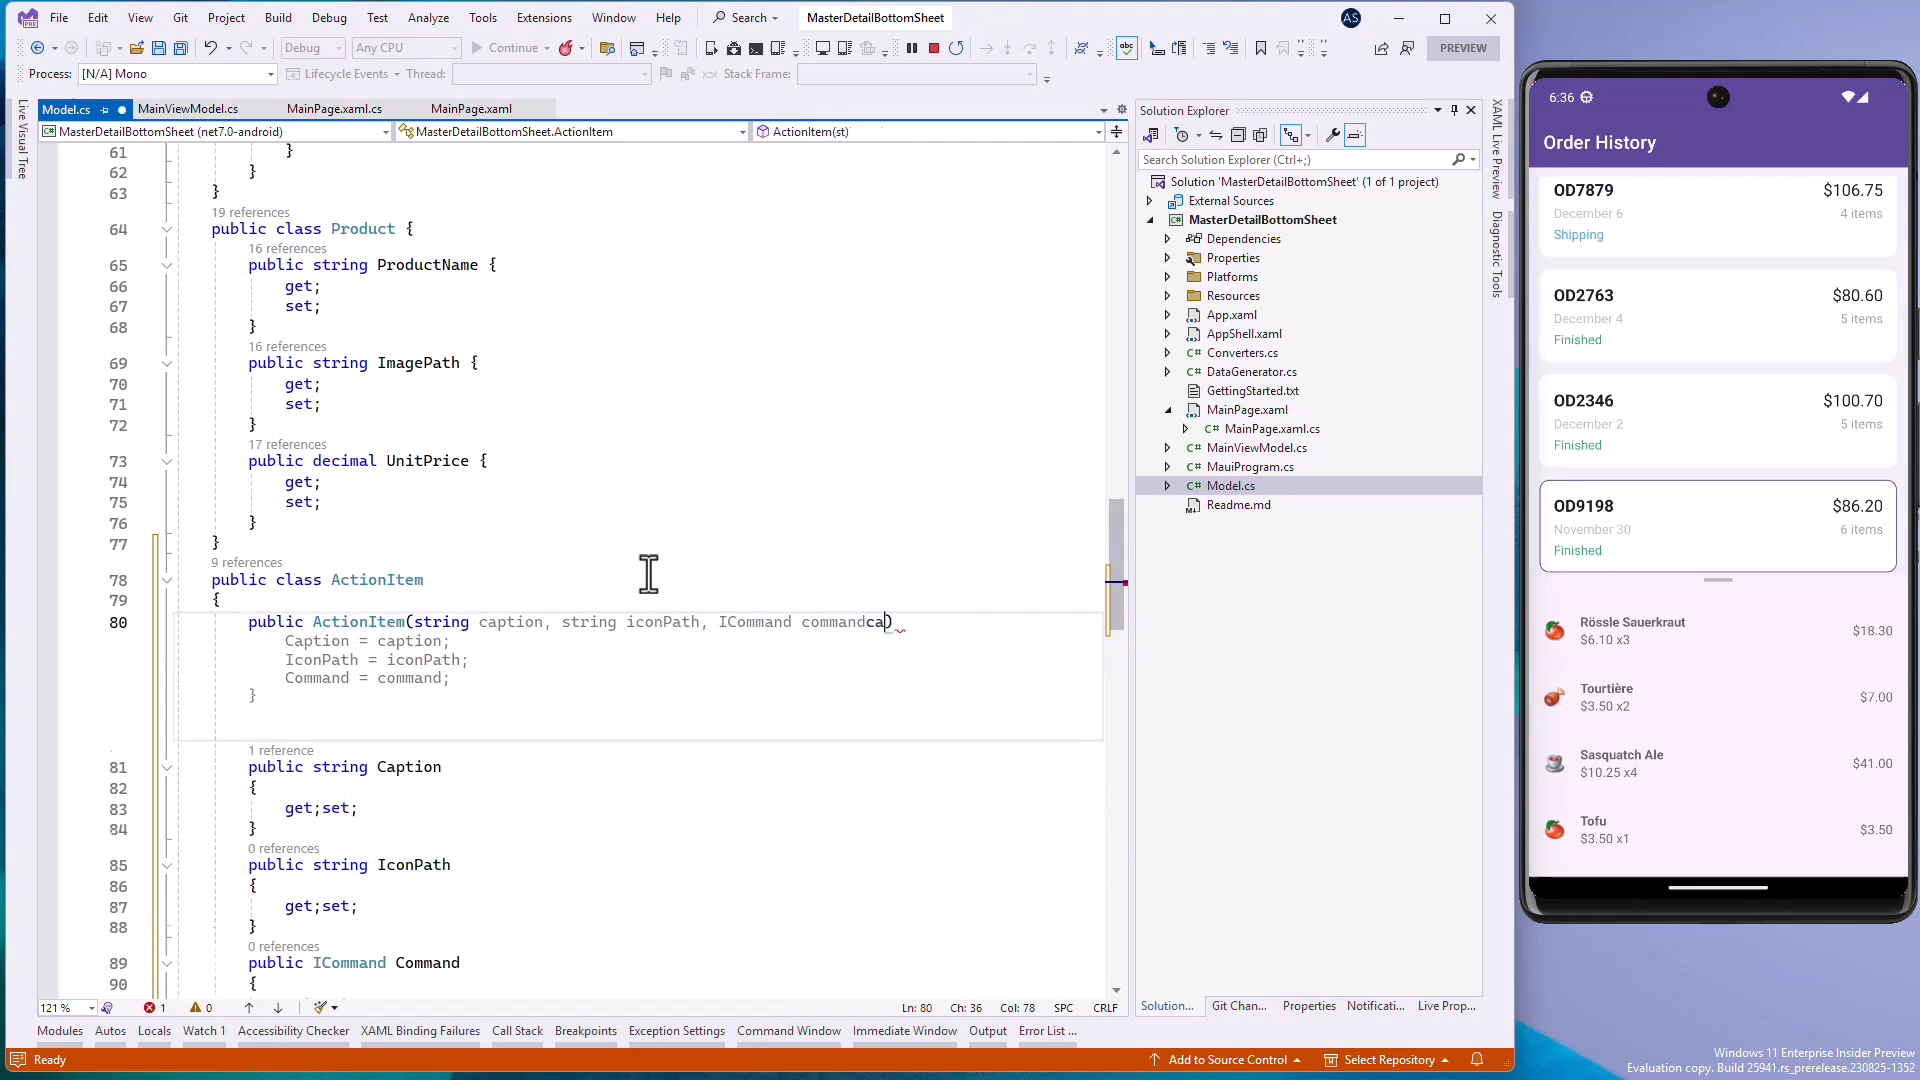 File Edit View Git Project Build Debug Test Analyze Tools Extensions Window Help Search MasterDetailBottomSheet AS
Debug Any CPU Continue PREVIEW
Process: [N/A] Mono Lifecycle Events Thread: Stack Frame:
Model.cs MainViewModel.cs MainPage.xaml.cs MainPage.xaml
MasterDetailBottomSheet (net7.0-android) MasterDetailBottomSheet.ActionItem ActionItem(st)
Live Visual Tree
61 }
62 }
63 }
19 references
64 public class Product {
16 references
65 public string ProductName {
66 get;
67 set;
68 }
16 references
69 public string ImagePath {
70 get;
71 set;
72 }
17 references
73 public decimal UnitPrice {
74 get;
75 set;
76 }
77 }
9 references
78 public class ActionItem
79 {
80 public ActionItem(string caption, string iconPath, ICommand commandca)
Caption = caption;
IconPath = iconPath;
Command = command;
}
1 reference
81 public string Caption
82 {
83 get;set;
84 }
0 references
85 public string IconPath
86 {
87 get;set;
88 }
0 references
89 public ICommand Command
90 {
121 % 1 0 Ln: 80 Ch: 36 Col: 78 SPC CRLF
Modules Autos Locals Watch 1 Accessibility Checker XAML Binding Failures Call Stack Breakpoints Exception Settings Command Window Immediate Window Output Error List ...
Ready Add to Source Control Select Repository
Solution Explorer
Search Solution Explorer (Ctrl+;)
Solution 'MasterDetailBottomSheet' (1 of 1 project)
External Sources
MasterDetailBottomSheet
Dependencies
Properties
Platforms
Resources
App.xaml
AppShell.xaml
C# Converters.cs
C# DataGenerator.cs
GettingStarted.txt
MainPage.xaml
C# MainPage.xaml.cs
C# MainViewModel.cs
C# MauiProgram.cs
C# Model.cs
Readme.md
Solution... Git Chan... Properties Notificati... Live Prop...
XAML Live Preview
Diagnostic Tools
6:36
Order History
OD7879 $106.75
December 6 4 items
Shipping
OD2763 $80.60
December 4 5 items
Finished
OD2346 $100.70
December 2 5 items
Finished
OD9198 $86.20
November 30 6 items
Finished
Rössle Sauerkraut
$6.10 x3 $18.30
Tourtière
$3.50 x2 $7.00
Sasquatch Ale
$10.25 x4 $41.00
Tofu
$3.50 x1 $3.50
Windows 11 Enterprise Insider Preview
Evaluation copy. Build 25941.rs_prerelease.230825-1352